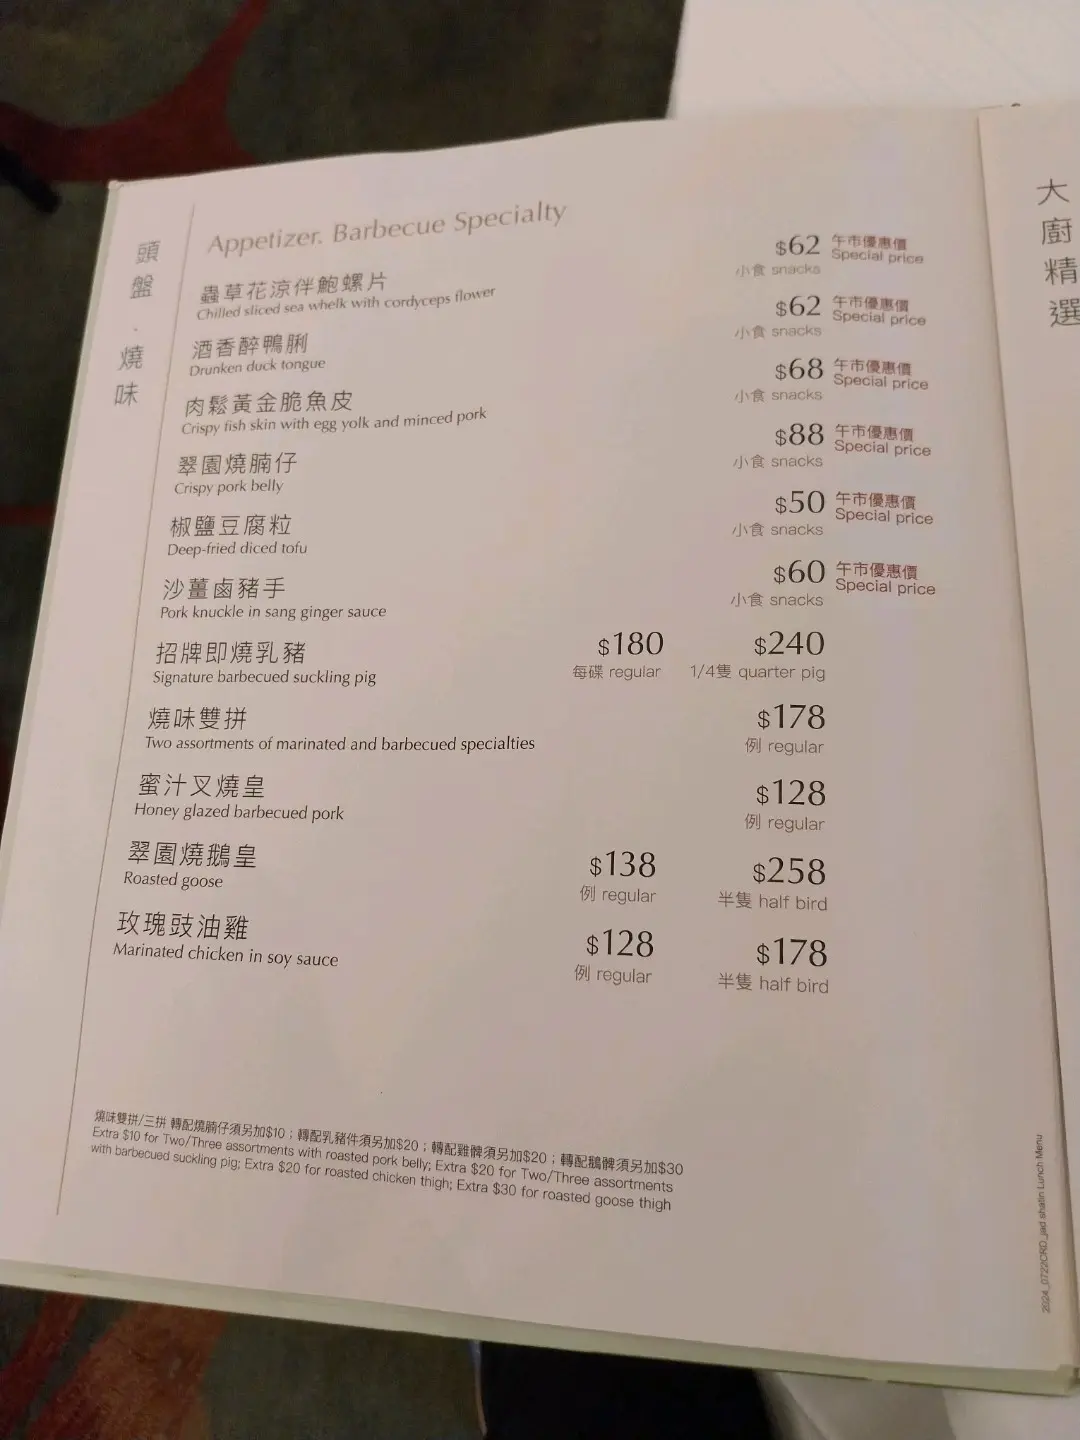 頭盤.燒味
Appetizer. Barbecue Specialty
蟲草花涼伴鮑螺片
Chilled sliced sea whelk with cordyceps flower
$62 午市優惠價
小食 snacks Special price
酒香醉鴨脷
Drunken duck tongue
$62 午市優惠價
小食 snacks Special price
肉鬆黃金脆魚皮
Crispy fish skin with egg yolk and minced pork
$68 午市優惠價
小食 snacks Special price
翠園燒腩仔
Crispy pork belly
$88 午市優惠價
小食 snacks Special price
椒鹽豆腐粒
Deep-fried diced tofu
$50 午市優惠價
小食 snacks Special price
沙薑鹵豬手
Pork knuckle in sang ginger sauce
$60 午市優惠價
小食 snacks Special price
招牌即燒乳豬 $180 $240
Signature barbecued suckling pig 每碟 regular 1/4隻 quarter pig
燒味雙拼 $178
Two assortments of marinated and barbecued specialties 例 regular
蜜汁叉燒皇 $128
Honey glazed barbecued pork 例 regular
翠園燒鵝皇 $138 $258
Roasted goose 例 regular 半隻 half bird
玫瑰豉油雞 $128 $178
Marinated chicken in soy sauce 例 regular 半隻 half bird
燒味雙拼/三拼 轉配燒腩仔須另加$10；轉配乳豬件須另加$20；轉配雞髀須另加$20；轉配鵝髀須另加$30
Extra $10 for Two/Three assortments with roasted pork belly; Extra $20 for Two/Three assortments
with barbecued suckling pig; Extra $20 for roasted chicken thigh; Extra $30 for roasted goose thigh
2024_0722CRD_jad shatin Lunch Menu
大廚精選